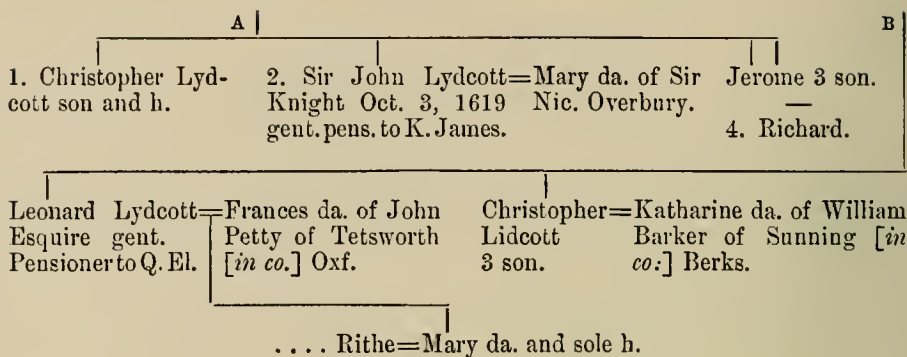 A B
1. Christopher Lyd-
cott son and h.
2. Sir John Lydcott=Mary da. of Sir
Knight Oct. 3, 1619 Nic. Overbury.
gent. pens. to K. James.
Jerome 3 son.
—
4. Richard.
Leonard Lydcott=Frances da. of John
Esquire gent. Petty of Tetsworth
Pensioner to Q. El. [in co.] Oxf.
Christopher=Katharine da. of William
Lidcott Barker of Sunning [in
3 son. co:] Berks.
.... Rithe=Mary da. and sole h.